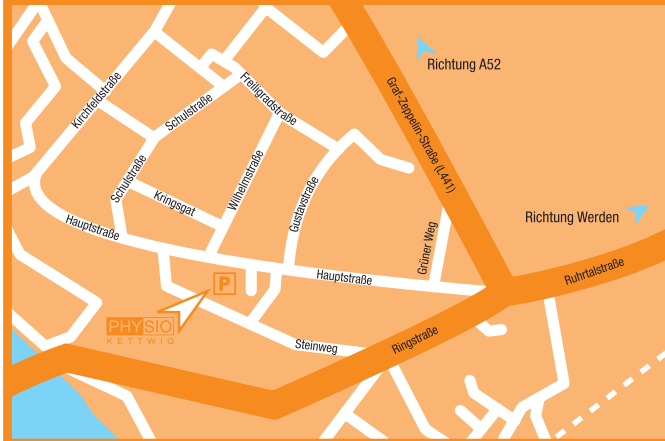 Richtung A52
Kirchfeldstraße
Schulstraße
Freiligradstraße
Graf-Zeppelin-Straße (L441)
Schulstraße
Kringsgat
Wilhelmstraße
Gustavstraße
Hauptstraße
Grüner Weg
Richtung Werden
Hauptstraße
Ruhrtalstraße
P
PHYSIO
KETTWIG
Steinweg
Ringstraße